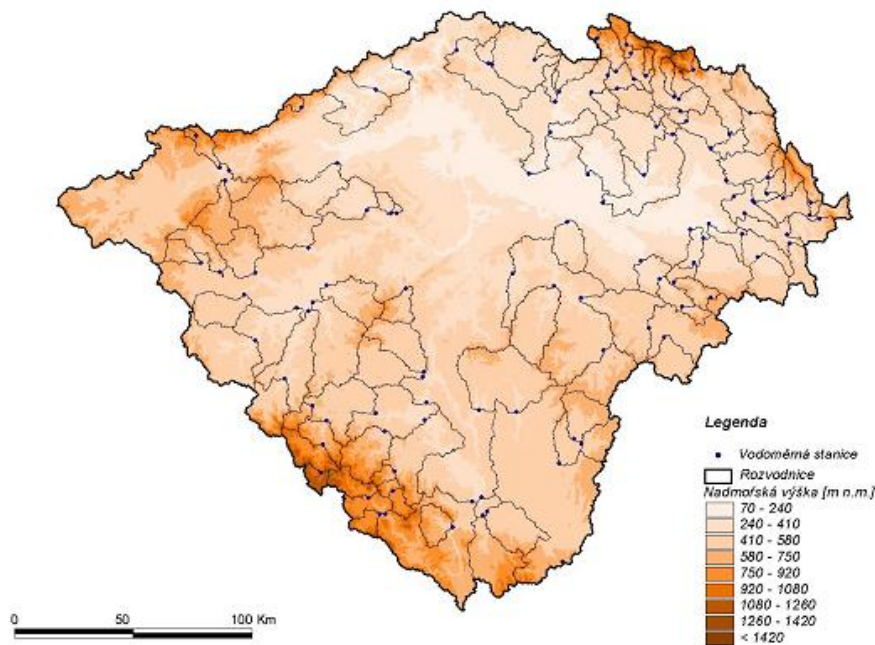 Legenda
Vodoměrná stanice
Rozvodnice
Nadmořská výška [m n.m.]
70 - 240
240 - 410
410 - 580
580 - 750
750 - 920
920 - 1080
1080 - 1260
1260 - 1420
< 1420
0 50 100 Km